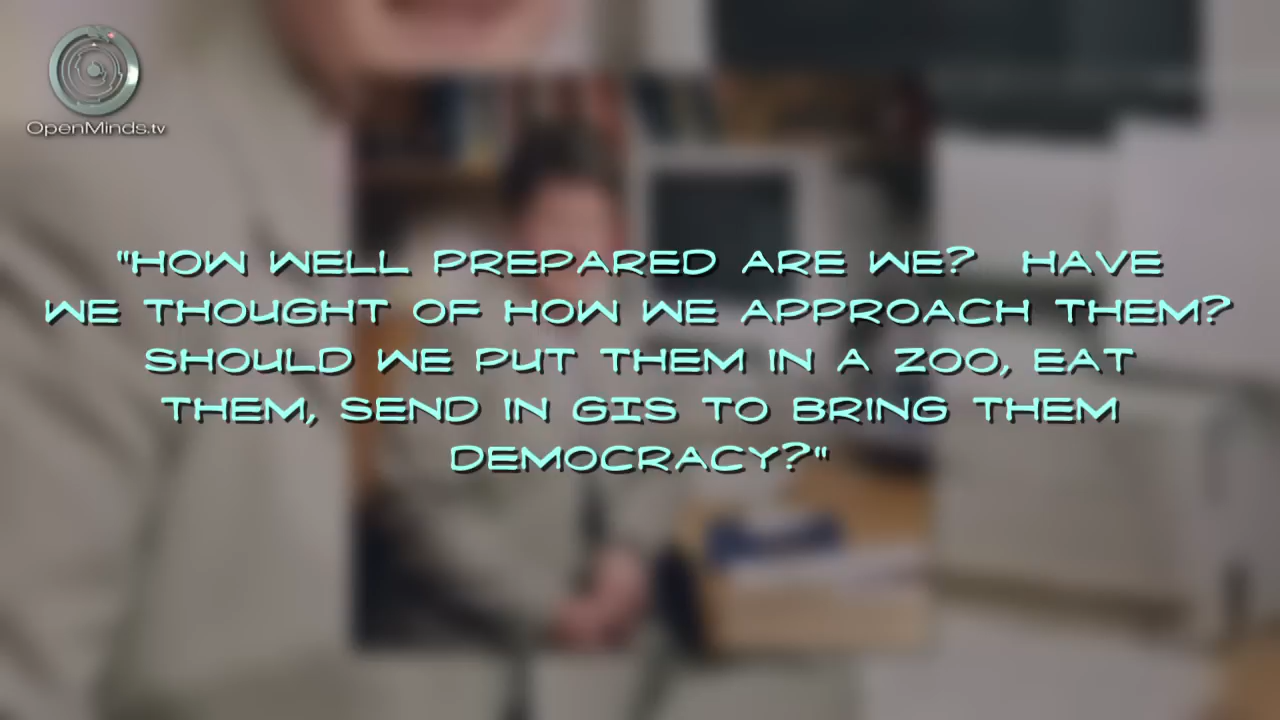 OpenMinds.tv
"HOW WELL PREPARED ARE WE? HAVE
WE THOUGHT OF HOW WE APPROACH THEM?
SHOULD WE PUT THEM IN A ZOO, EAT
THEM, SEND IN GIS TO BRING THEM
DEMOCRACY?"